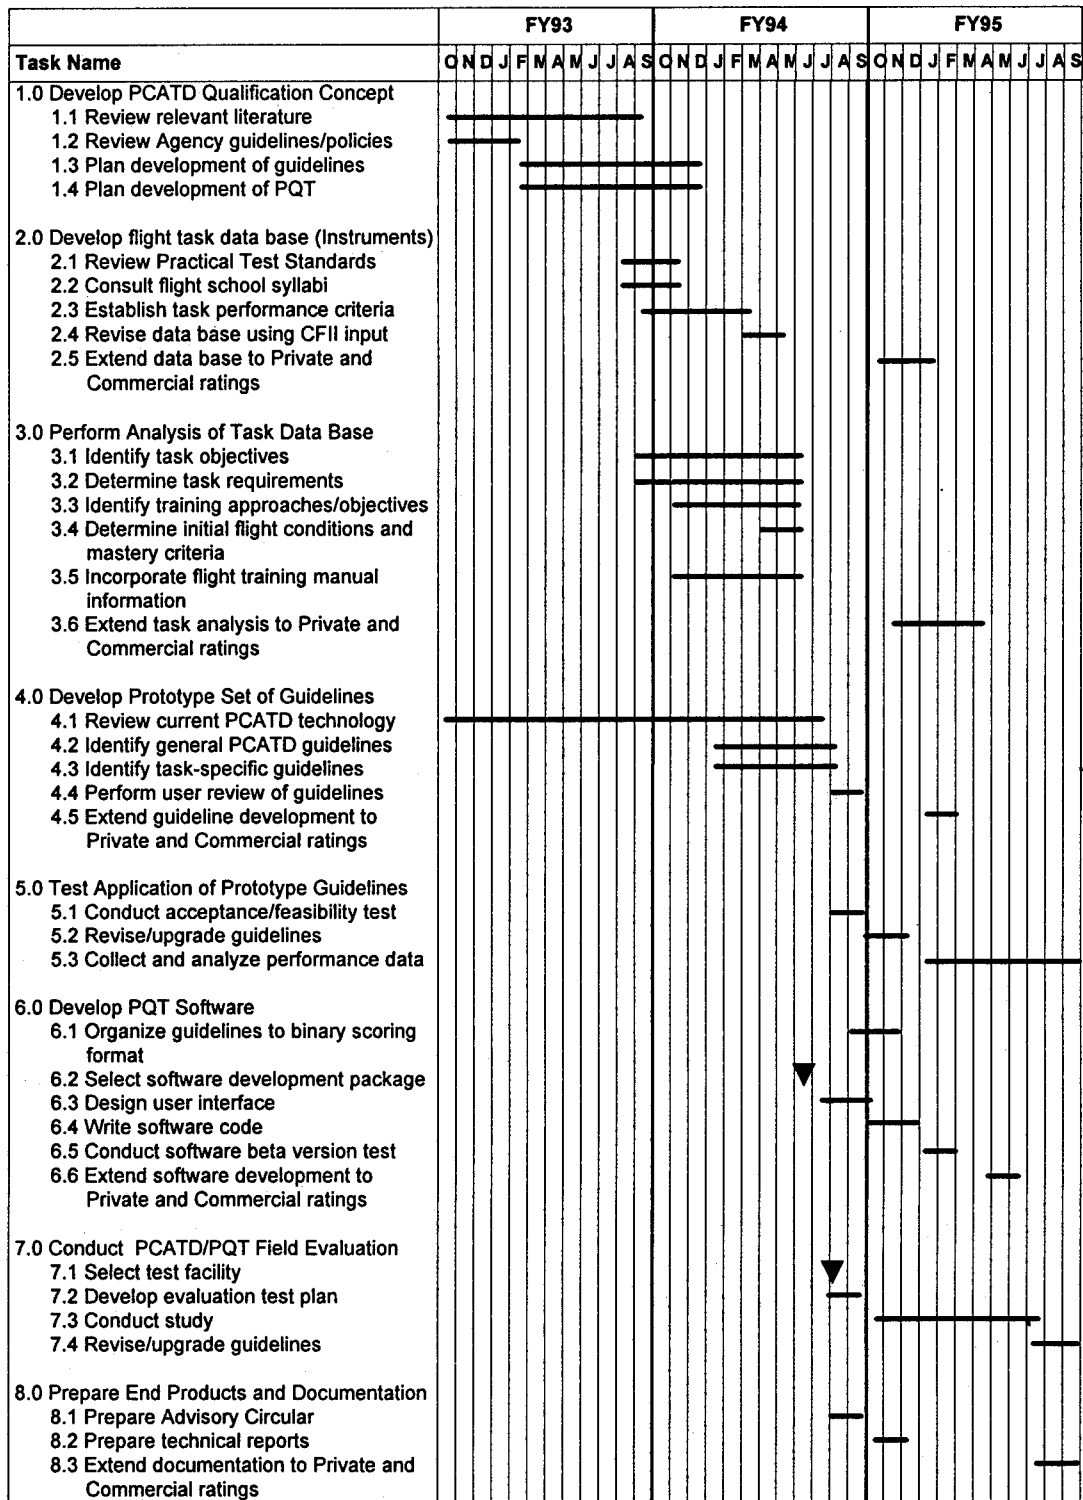 FY93 FY94 FY95
Task Name O N D J F M A M J J A S O N D J F M A M J J A S O N D J F M A M J J A S
1.0 Develop PCATD Qualification Concept
1.1 Review relevant literature
1.2 Review Agency guidelines/policies
1.3 Plan development of guidelines
1.4 Plan development of PQT
2.0 Develop flight task data base (Instruments)
2.1 Review Practical Test Standards
2.2 Consult flight school syllabi
2.3 Establish task performance criteria
2.4 Revise data base using CFII input
2.5 Extend data base to Private and
Commercial ratings
3.0 Perform Analysis of Task Data Base
3.1 Identify task objectives
3.2 Determine task requirements
3.3 Identify training approaches/objectives
3.4 Determine initial flight conditions and
mastery criteria
3.5 Incorporate flight training manual
information
3.6 Extend task analysis to Private and
Commercial ratings
4.0 Develop Prototype Set of Guidelines
4.1 Review current PCATD technology
4.2 Identify general PCATD guidelines
4.3 Identify task-specific guidelines
4.4 Perform user review of guidelines
4.5 Extend guideline development to
Private and Commercial ratings
5.0 Test Application of Prototype Guidelines
5.1 Conduct acceptance/feasibility test
5.2 Revise/upgrade guidelines
5.3 Collect and analyze performance data
6.0 Develop PQT Software
6.1 Organize guidelines to binary scoring
format
6.2 Select software development package
6.3 Design user interface
6.4 Write software code
6.5 Conduct software beta version test
6.6 Extend software development to
Private and Commercial ratings
7.0 Conduct PCATD/PQT Field Evaluation
7.1 Select test facility
7.2 Develop evaluation test plan
7.3 Conduct study
7.4 Revise/upgrade guidelines
8.0 Prepare End Products and Documentation
8.1 Prepare Advisory Circular
8.2 Prepare technical reports
8.3 Extend documentation to Private and
Commercial ratings